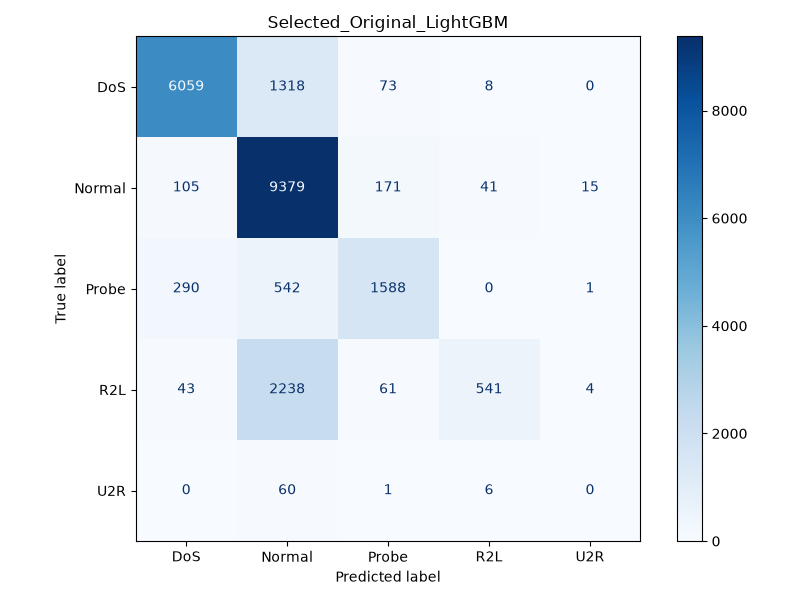 Selected_Original_LightGBM
DoS 6059 1318 73 8 0
Normal 105 9379 171 41 15
Probe 290 542 1588 0 1
R2L 43 2238 61 541 4
U2R 0 60 1 6 0
DoS Normal Probe R2L U2R
Predicted label
True label
8000
6000
4000
2000
0